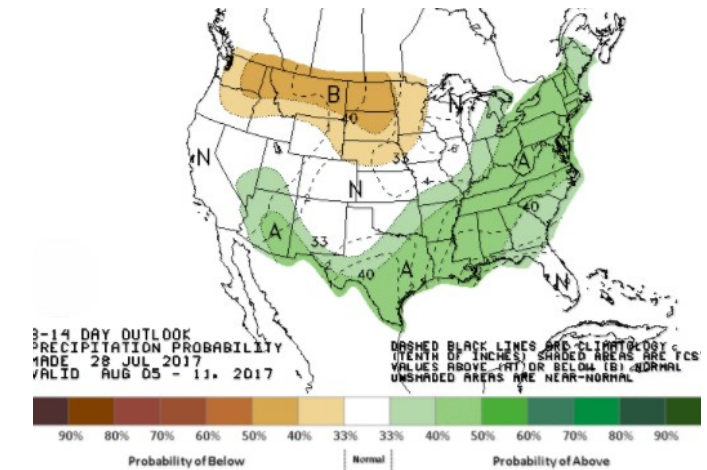 B
N
40
N
33
N
A
40
A
33
40
A
N
8-14 DAY OUTLOOK
PRECIPITATION PROBABILITY
MADE 28 JUL 2017
VALID AUG 05 - 11, 2017
DASHED BLACK LINES ARE CLIMATOLOGY
(TENTH OF INCHES) SHADED AREAS ARE FCST
VALUES ABOVE (A) OR BELOW (B) NORMAL
UNSHADED AREAS ARE NEAR-NORMAL
90% 80% 70% 60% 50% 40% 33% 33% 40% 50% 60% 70% 80% 90%
Probability of Below Normal Probability of Above